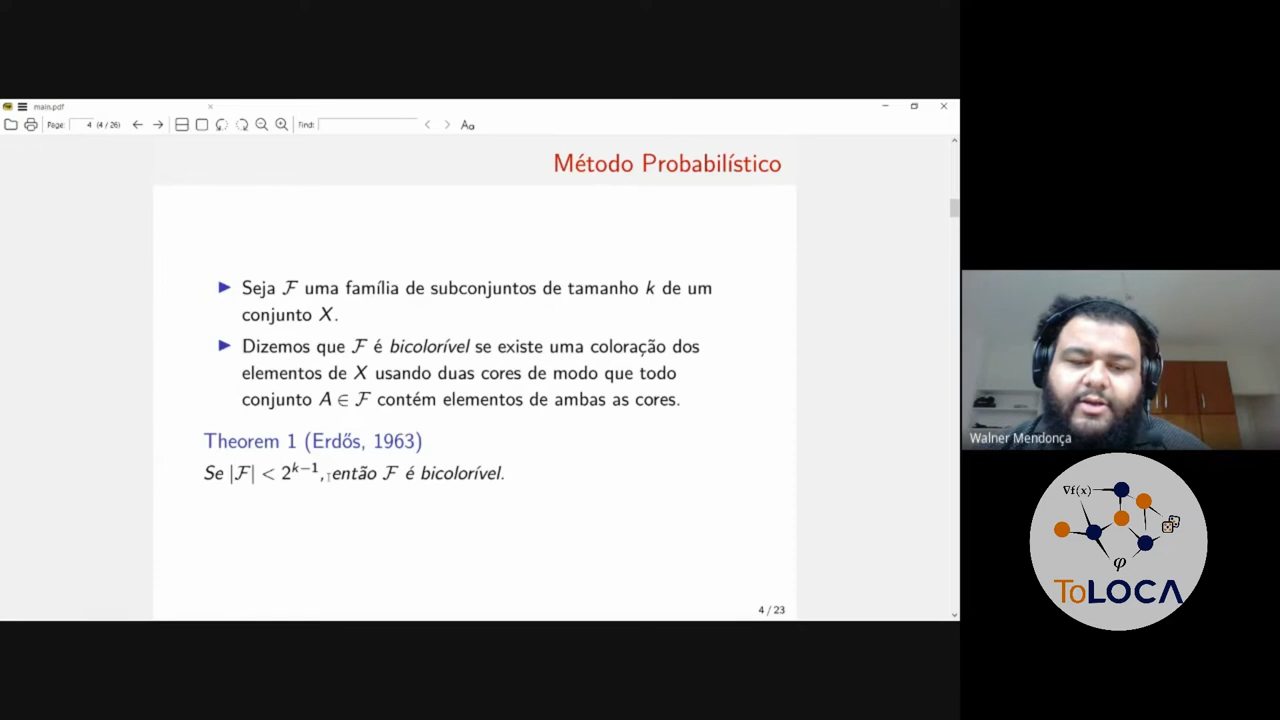 main.pdf
Page: 4 (4/26) Find: Aa
Método Probabilístico
▶ Seja ℱ uma família de subconjuntos de tamanho k de um
conjunto X.
▶ Dizemos que ℱ é bicolorível se existe uma coloração dos
elementos de X usando duas cores de modo que todo
conjunto A ∈ ℱ contém elementos de ambas as cores.
Theorem 1 (Erdős, 1963)
Se |ℱ| < 2^{k−1}, então ℱ é bicolorível.
4 / 23
Walner Mendonça
∇f(x)
φ
ToLOCA